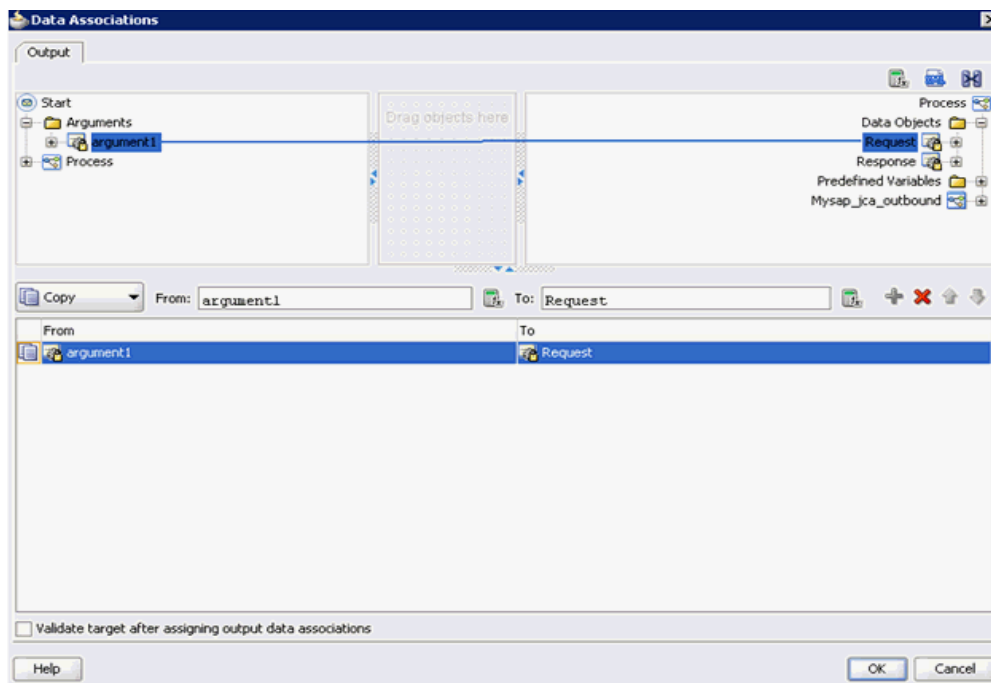 Data Associations
Output
Start
Arguments
argument1
Process
Drag objects here
Process
Data Objects
Request
Response
Predefined Variables
Mysap_jca_outbound
Copy From: argument1 To: Request
From To
argument1 Request
Validate target after assigning output data associations
Help OK Cancel